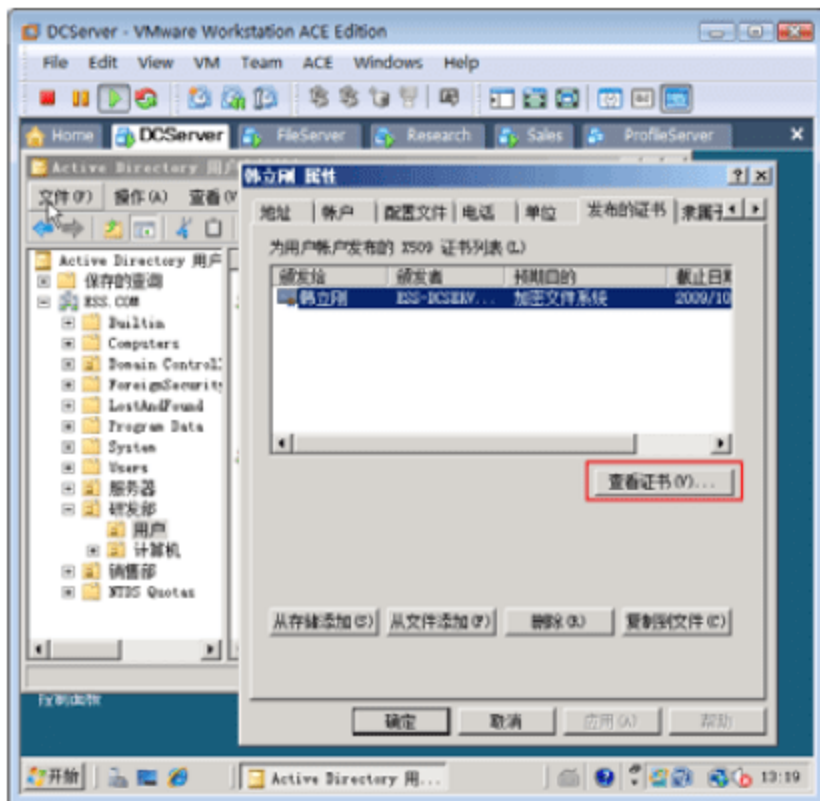 DCServer - VMware Workstation ACE Edition
File Edit View VM Team ACE Windows Help
Home DCServer FileServer Research Sales ProfileServer
Active Directory 用户
文件(F) 操作(A) 查看(V
韩立刚 属性
地址 帐户 配置文件 电话 单位 发布的证书 隶属于
为用户帐户发布的 X509 证书列表(L)
颁发给 颁发者 预期目的 截止日期
韩立刚 ESS-DCSERV... 加密文件系统 2009/10
查看证书(V)...
从存储添加(S) 从文件添加(F) 删除(R) 复制到文件(C)
确定 取消 应用(A) 帮助
Active Directory 用户
保存的查询
ESS.COM
Builtin
Computers
Domain Control
ForeignSecurity
LostAndFound
Program Data
System
Users
服务器
研发部
用户
计算机
销售部
NTDS Quotas
控制面板
开始 Active Directory 用... 13:19